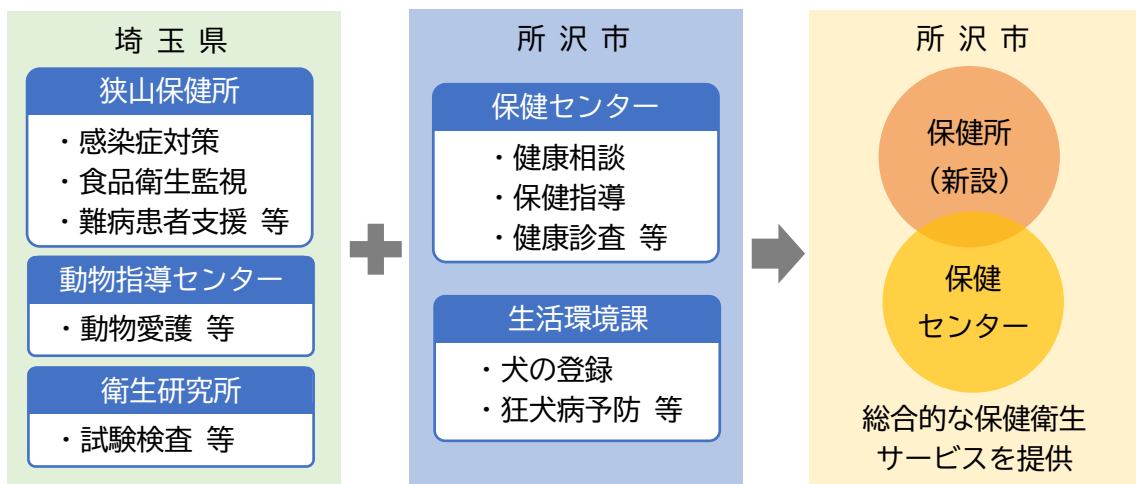 埼 玉 県
狭山保健所
・感染症対策
・食品衛生監視
・難病患者支援 等
動物指導センター
・動物愛護 等
衛生研究所
・試験検査 等
所 沢 市
保健センター
・健康相談
・保健指導
・健康診査 等
生活環境課
・犬の登録
・狂犬病予防 等
所 沢 市
保健所
（新設）
保健
センター
総合的な保健衛生
サービスを提供